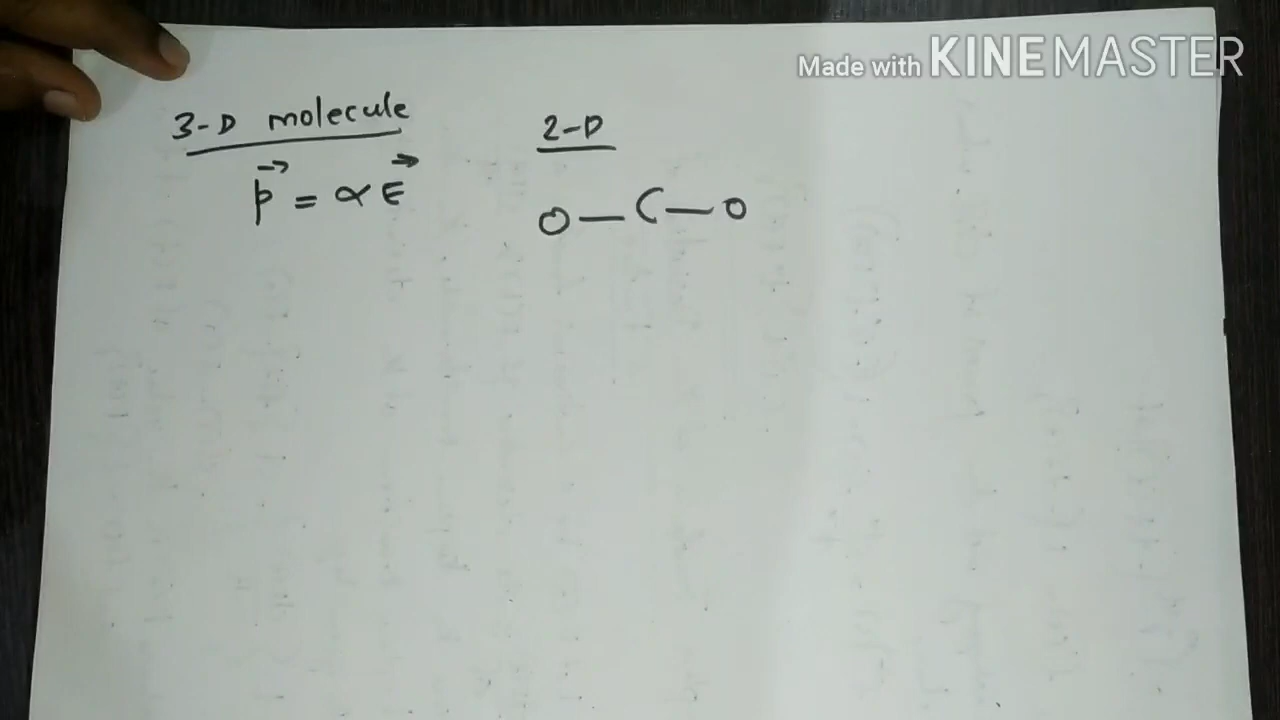 Made with KINEMASTER
3-D molecule
p⃗ = α E⃗
2-D
O—C—O